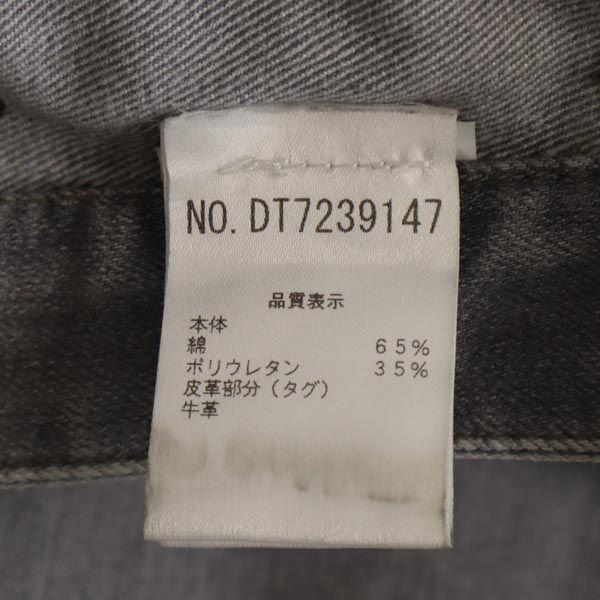 NO. DT7239147
品質表示
本体
綿 65%
ポリウレタン 35%
皮革部分（タグ）
牛革